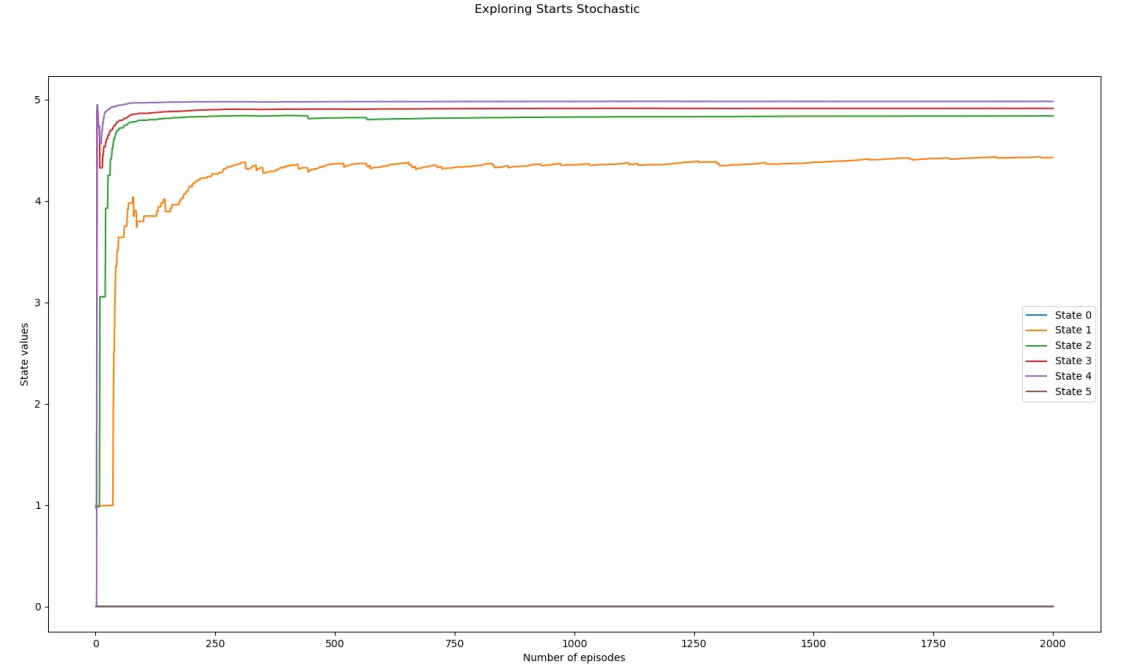 Exploring Starts Stochastic
5
4
3
2
1
0
State values
State 0
State 1
State 2
State 3
State 4
State 5
0 250 500 750 1000 1250 1500 1750 2000
Number of episodes